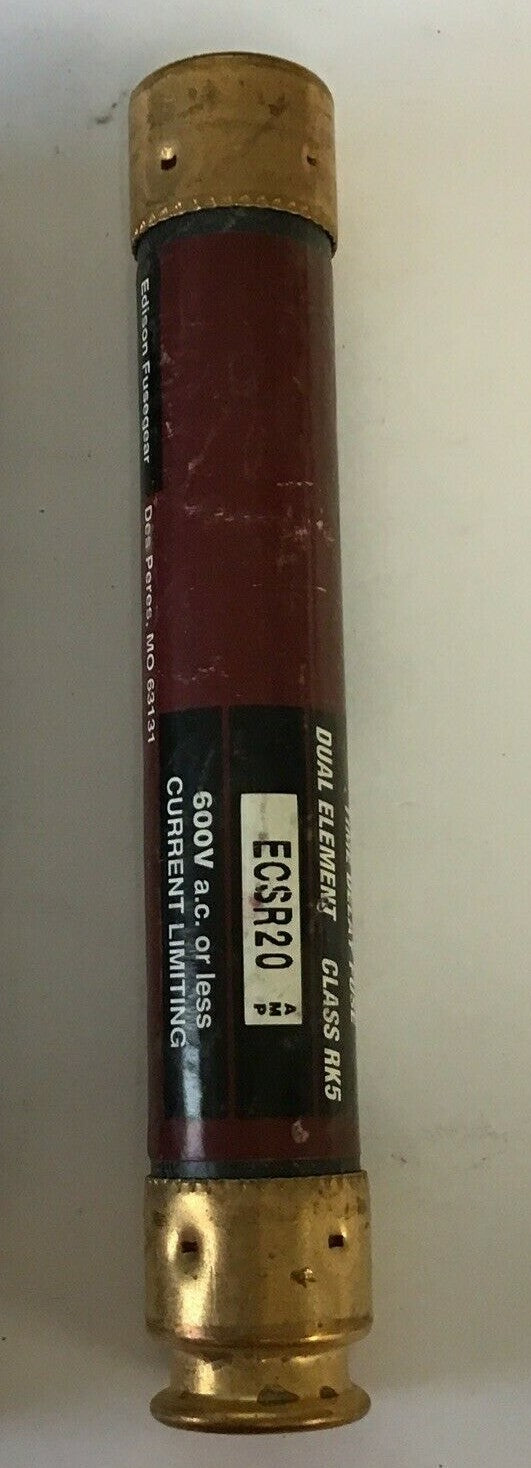 DUAL ELEMENT CLASS RK5
ECSR20 AMP
600V a.c. or less
CURRENT LIMITING
Edison Fusegear Des Peres, MO 63131